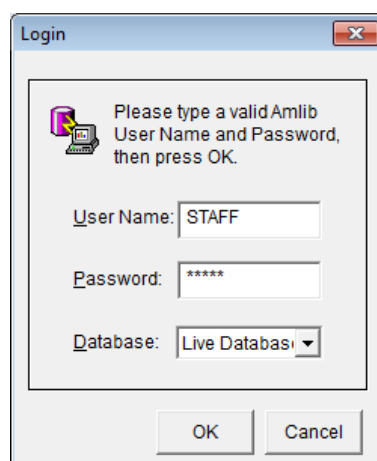 Login
Please type a valid Amlib
User Name and Password,
then press OK.
User Name: STAFF
Password: *****
Database: Live Databas
OK Cancel